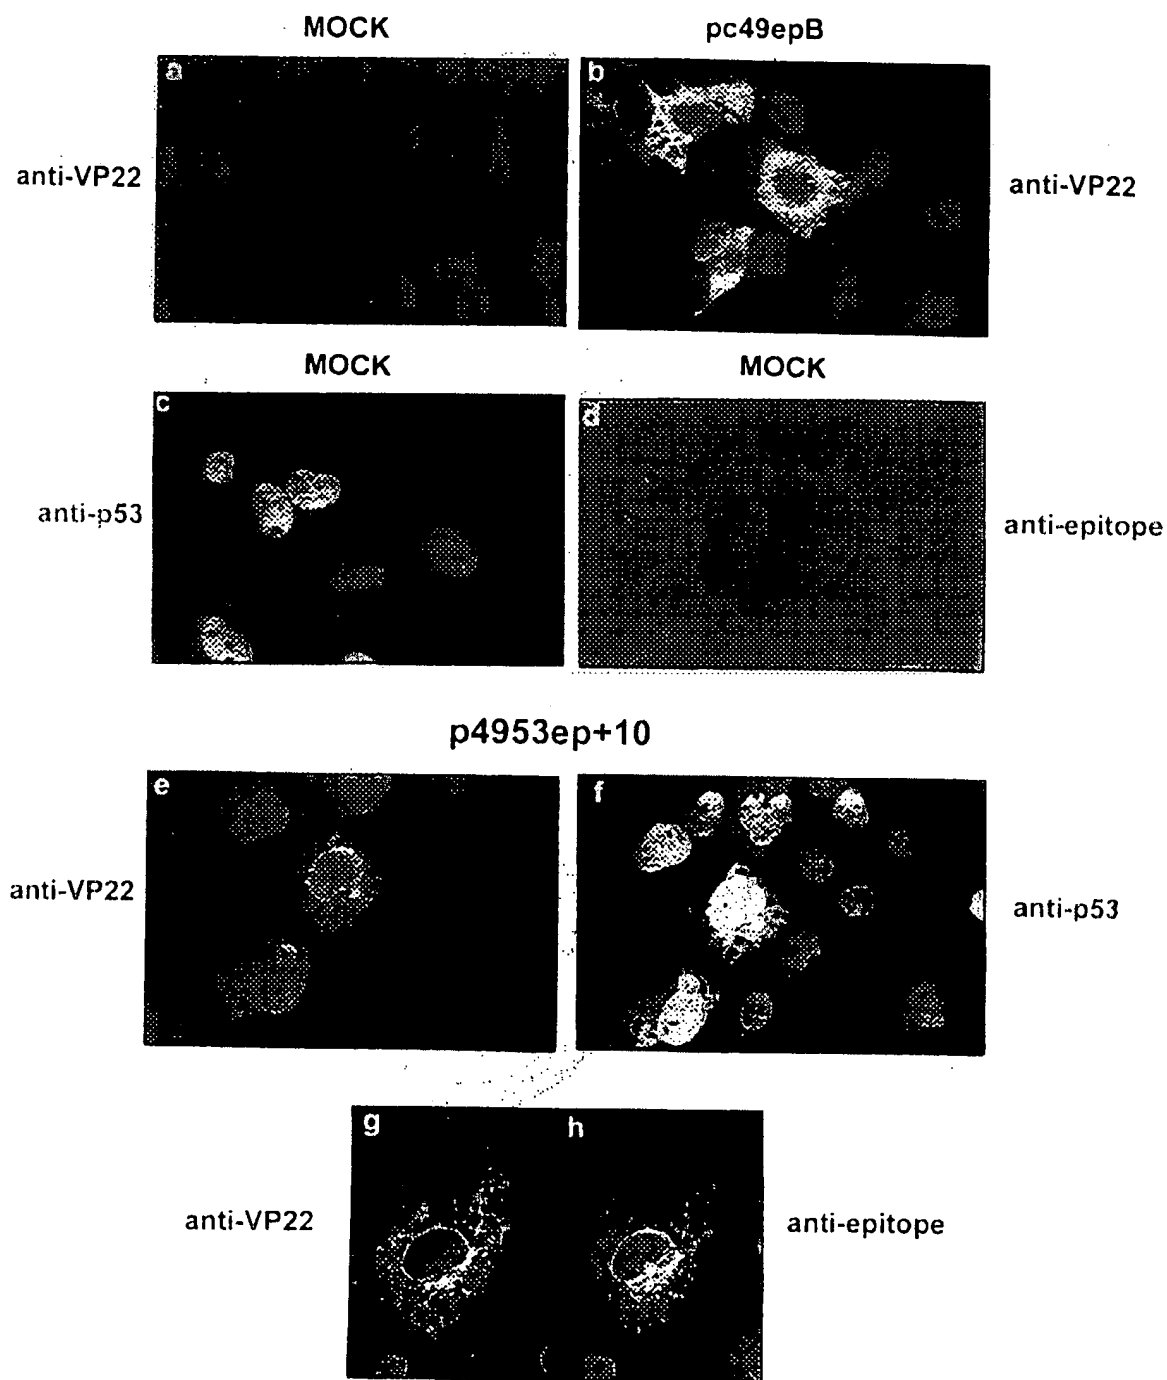 MOCK pc49epB
a b
anti-VP22 anti-VP22
MOCK MOCK
c d
anti-p53 anti-epitope
p4953ep+10
e f
anti-VP22 anti-p53
g h
anti-VP22 anti-epitope